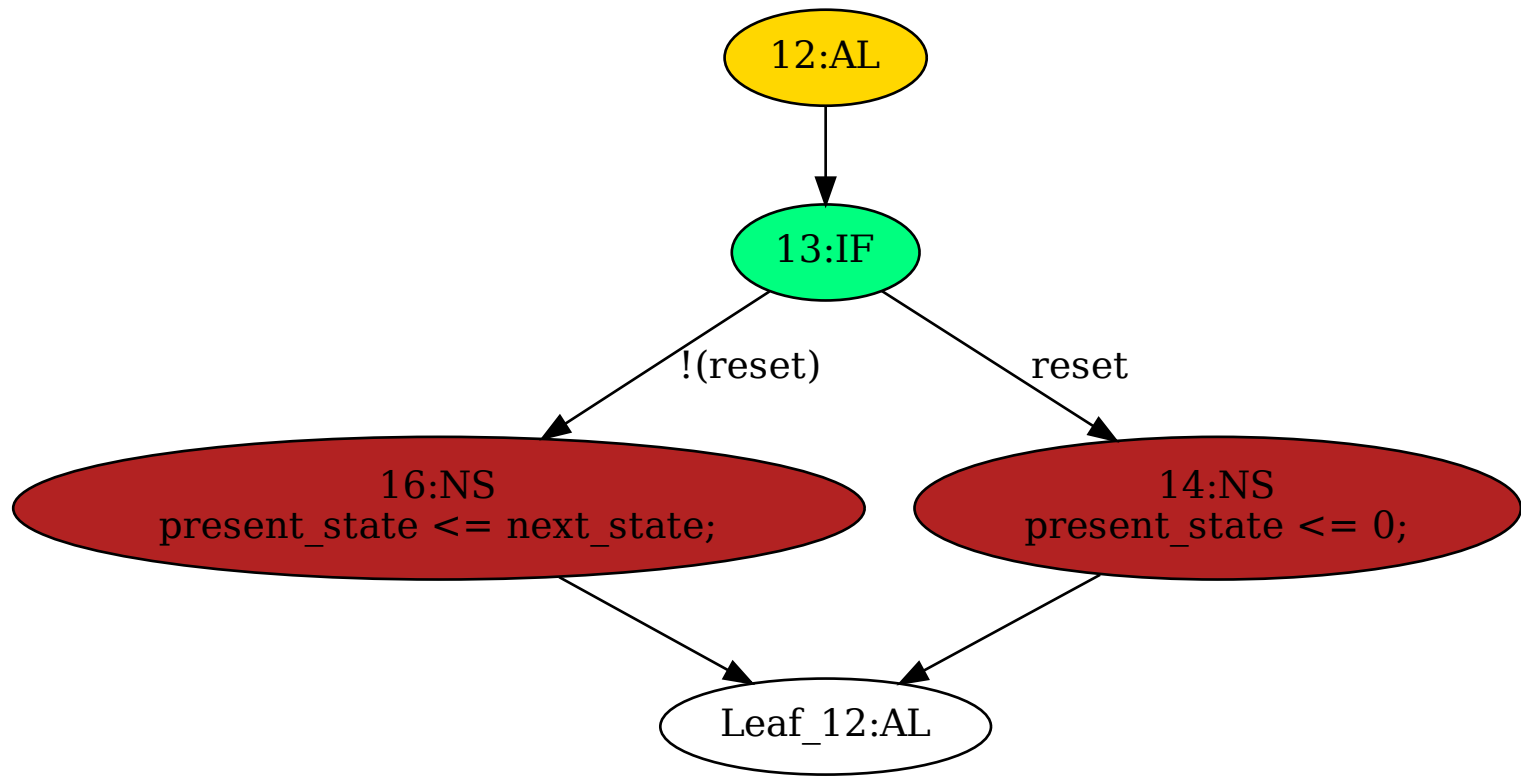 12:AL
13:IF
!(reset)
reset
16:NS
present_state <= next_state;
14:NS
present_state <= 0;
Leaf_12:AL